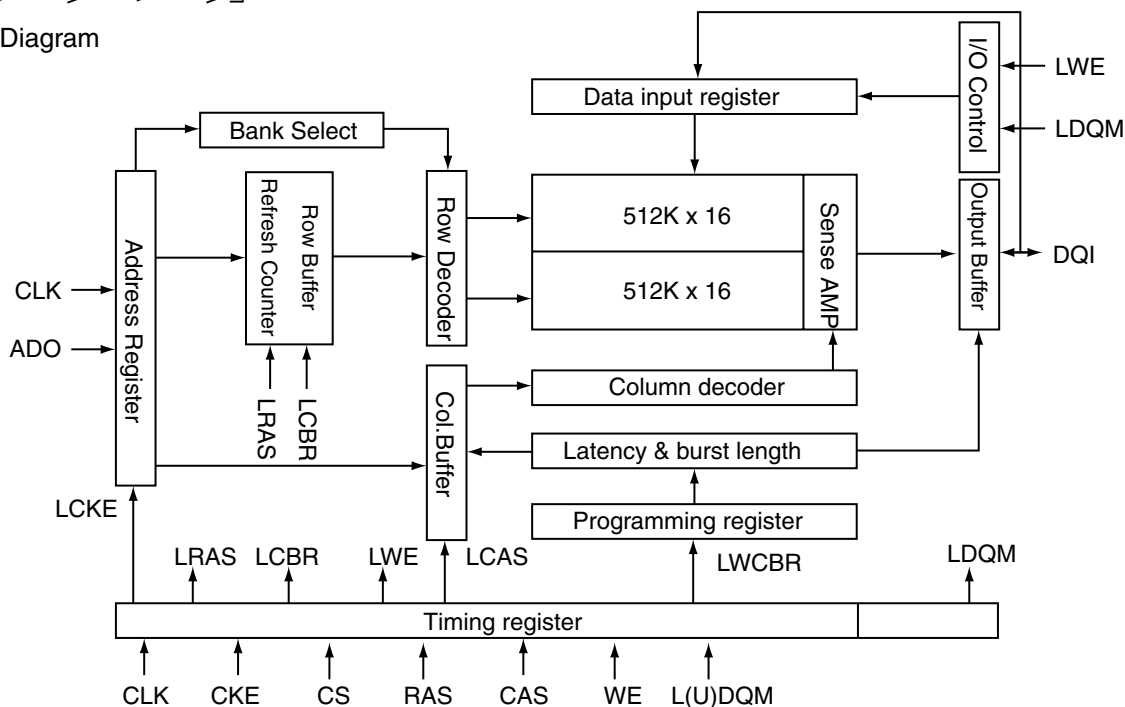 Diagram
I/O Control
LWE
Data input register
Bank Select
LDQM
Address Register
Refresh Counter
Row Buffer
Row Decoder
512K x 16
Sense AMP
Output Buffer
DQI
CLK
512K x 16
ADO
Col.Buffer
Column decoder
LRAS
LCBR
Latency & burst length
LCKE
Programming register
LRAS
LCBR
LWE
LCAS
LWCBR
LDQM
Timing register
CLK
CKE
CS
RAS
CAS
WE
L(U)DQM